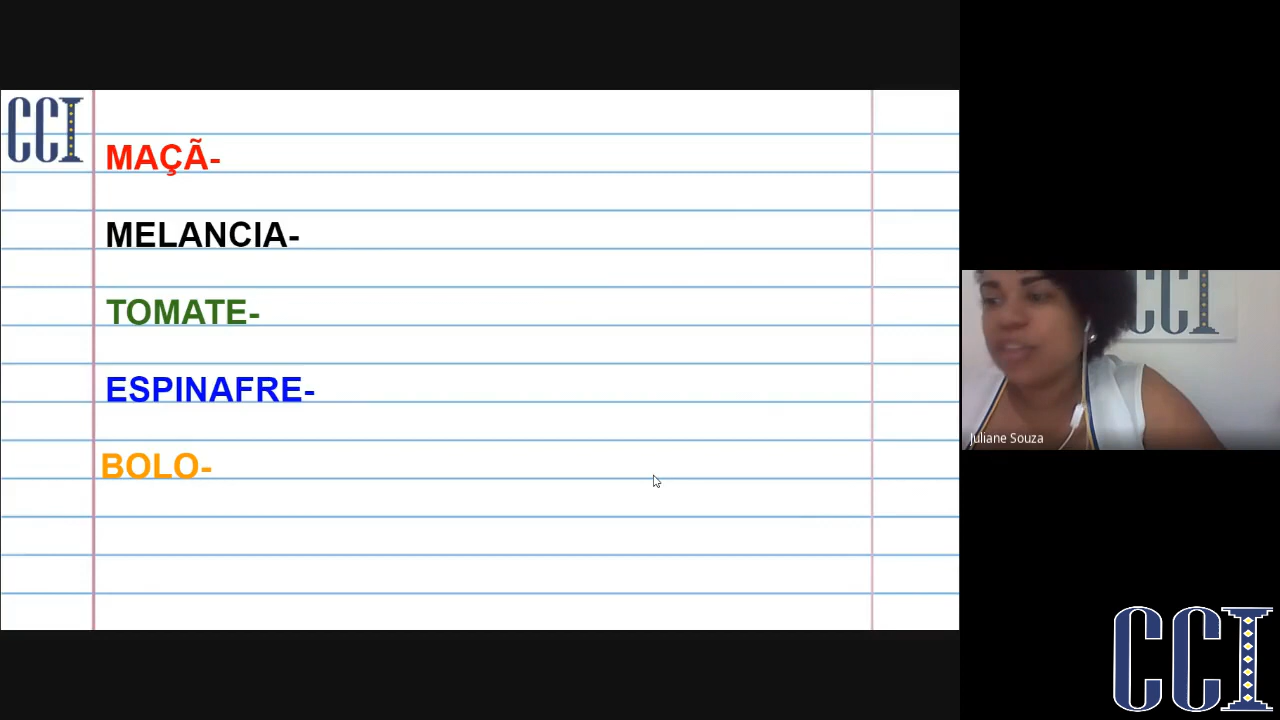 CCI
MAÇÃ-
MELANCIA-
TOMATE-
ESPINAFRE-
BOLO-
CCI
Juliane Souza
CCI